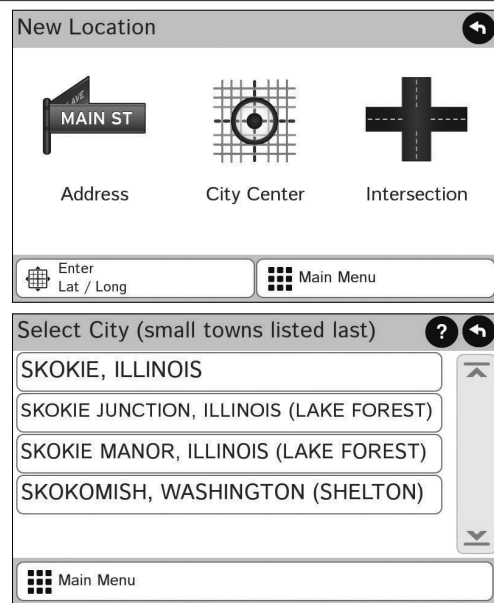 New Location
AVE
MAIN ST
Address
City Center
Intersection
Enter
Lat / Long
Main Menu
Select City (small towns listed last)
?
SKOKIE, ILLINOIS
SKOKIE JUNCTION, ILLINOIS (LAKE FOREST)
SKOKIE MANOR, ILLINOIS (LAKE FOREST)
SKOKOMISH, WASHINGTON (SHELTON)
Main Menu